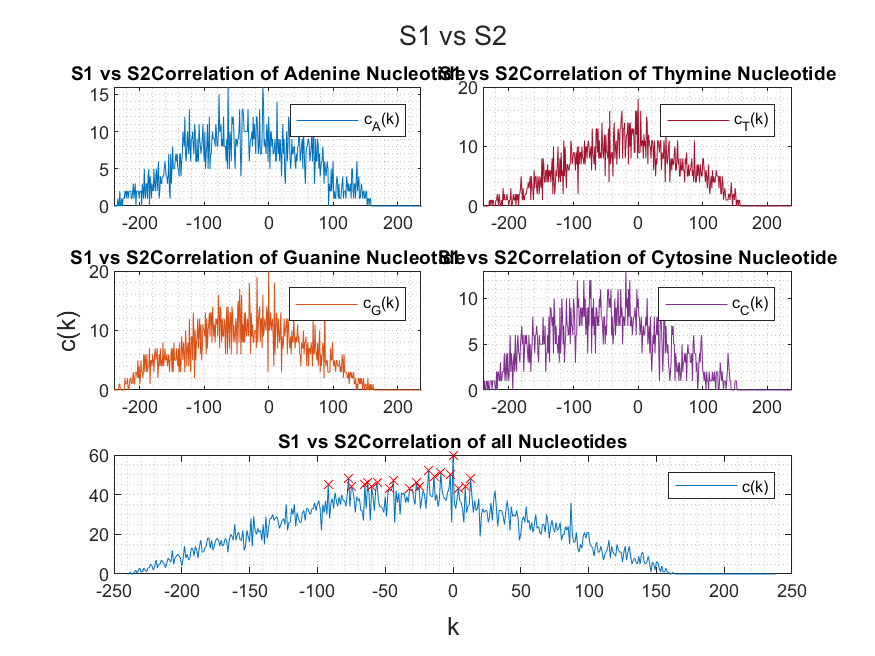 S1 vs S2
S1 vs S2Correlation of Adenine Nucleotide
S1 vs S2Correlation of Thymine Nucleotide
15
10
5
0
c_A(k)
-200 -100 0 100 200
20
10
0
c_T(k)
-200 -100 0 100 200
S1 vs S2Correlation of Guanine Nucleotide
S1 vs S2Correlation of Cytosine Nucleotide
20
10
0
c_G(k)
-200 -100 0 100 200
10
5
0
c_C(k)
-200 -100 0 100 200
c(k)
S1 vs S2Correlation of all Nucleotides
60
40
20
0
c(k)
-250 -200 -150 -100 -50 0 50 100 150 200 250
k